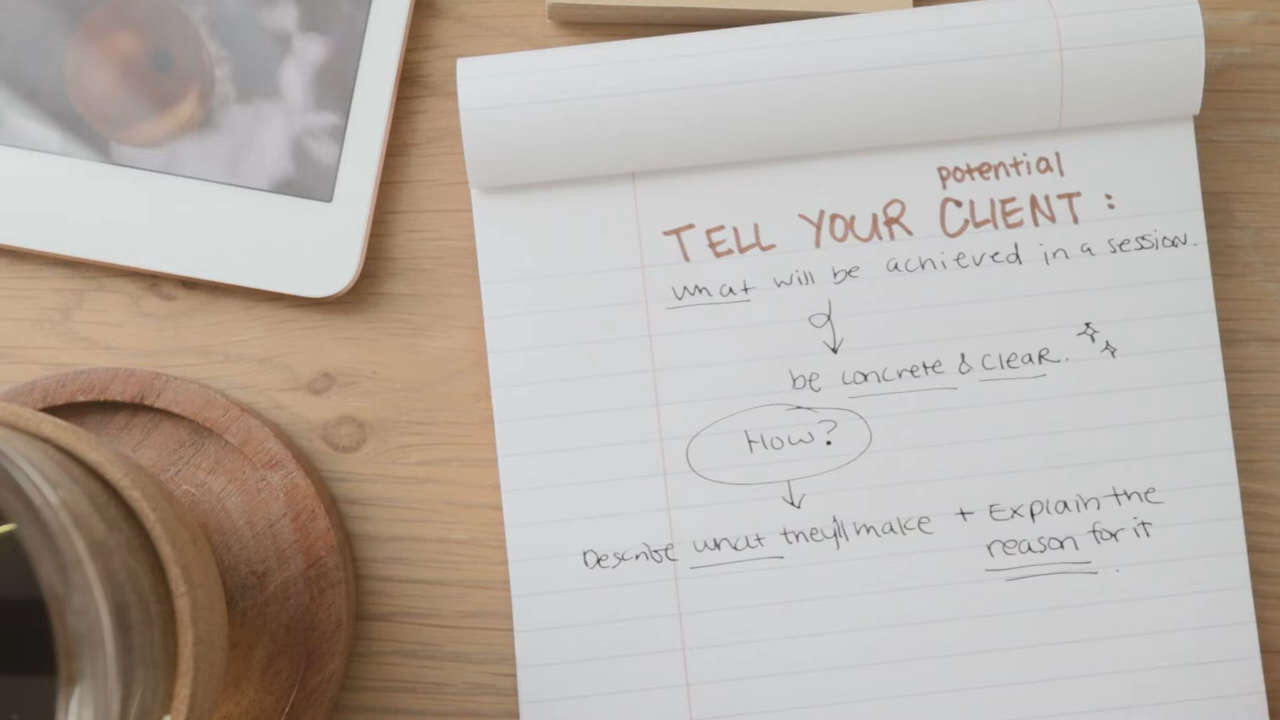 potential
TELL YOUR CLIENT :
what will be achieved in a session.
be concrete & clear.
How?
Describe what they'll make + Explain the
reason for it